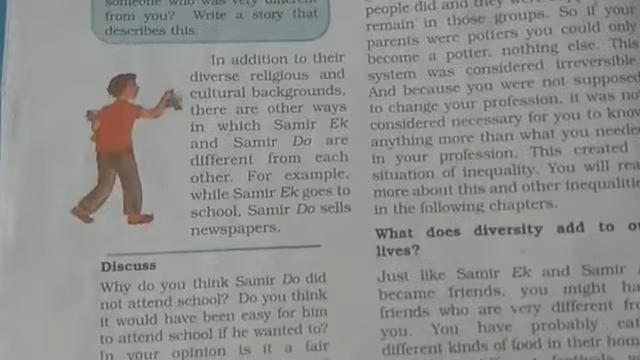 someone who was very different
from you? Write a story that
describes this.
In addition to their
diverse religious and
cultural backgrounds,
there are other ways
in which Samir Ek
and Samir Do are
different from each
other. For example,
while Samir Ek goes to
school, Samir Do sells
newspapers.
Discuss
Why do you think Samir Do did
not attend school? Do you think
it would have been easy for him
to attend school if he wanted to?
In your opinion is it a fair
people did and they
remain in those groups. So if your
parents were potters you could only
become a potter, nothing else. This
system was considered irreversible.
And because you were not supposed
to change your profession, it was not
considered necessary for you to know
anything more than what you needed
in your profession. This created
situation of inequality. You will read
more about this and other inequalities
in the following chapters.
What does diversity add to our
lives?
Just like Samir Ek and Samir
became friends, you might have
friends who are very different from
you. You have probably eaten
different kinds of food in their